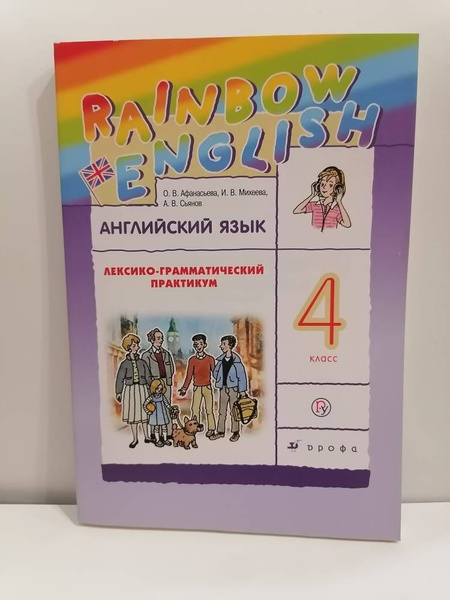 RAINBOW
ENGLISH
О. В. Афанасьева, И. В. Михеева,
А. В. Сьянов
АНГЛИЙСКИЙ ЯЗЫК
ЛЕКСИКО-ГРАММАТИЧЕСКИЙ
ПРАКТИКУМ
4
класс
дрофа